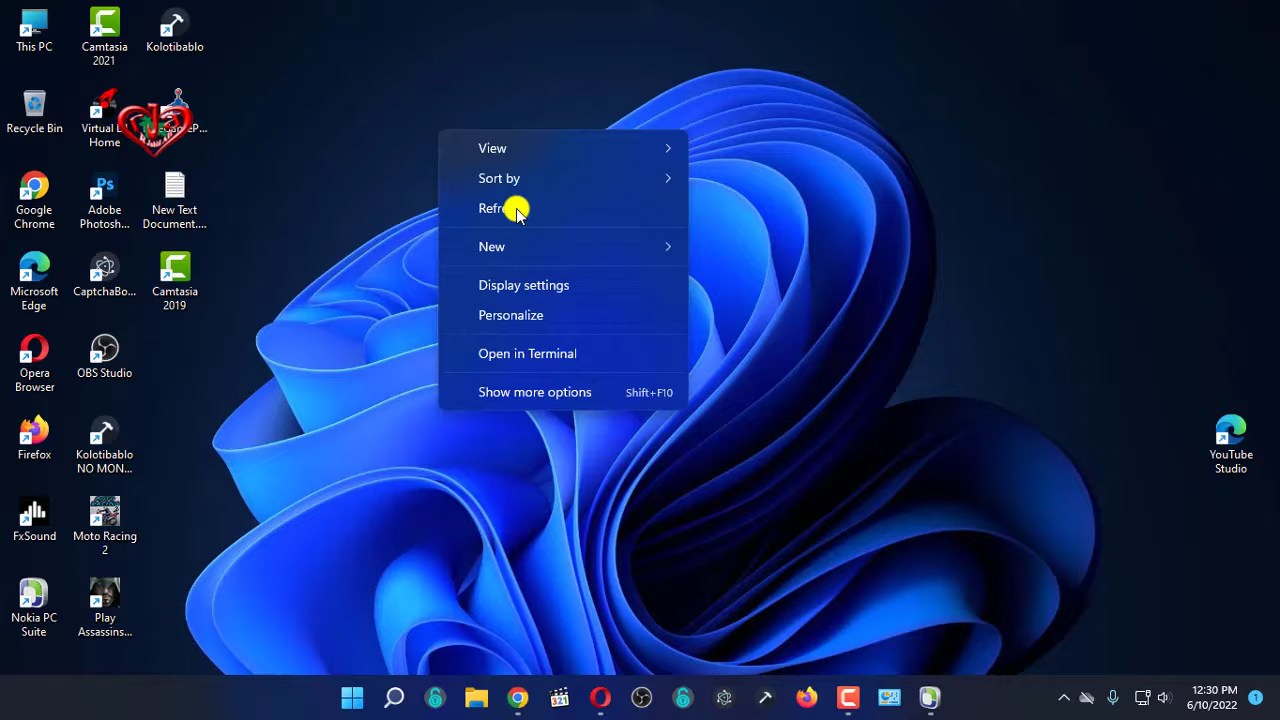 This PC
Camtasia
2021
Kolotibablo
Recycle Bin
Virtual
Home
Google
Chrome
Adobe
Photosh...
New Text
Document....
Microsoft
Edge
CaptchaBo...
Camtasia
2019
Opera
Browser
OBS Studio
Firefox
Kolotibablo
NO MON...
FxSound
Moto Racing
2
Nokia PC
Suite
Play
Assassins...
View
Sort by
New
Display settings
Personalize
Open in Terminal
Show more options Shift+F10
YouTube
Studio
321
12:30 PM
6/10/2022
1